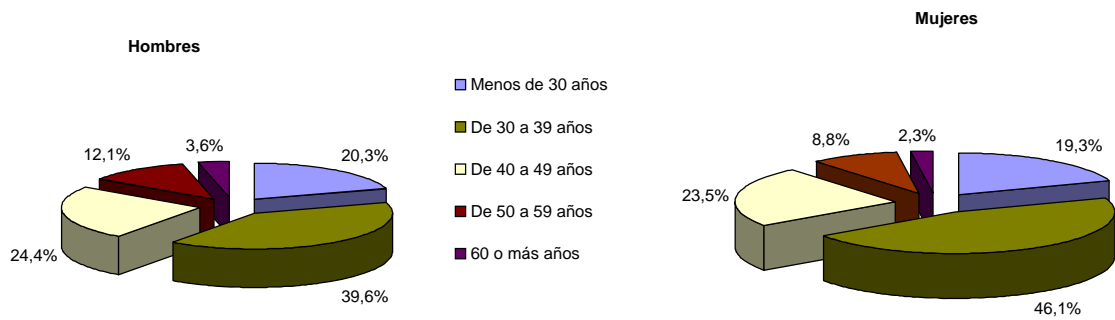 Hombres
20,3%
39,6%
24,4%
12,1%
3,6%
Menos de 30 años
De 30 a 39 años
De 40 a 49 años
De 50 a 59 años
60 o más años
Mujeres
19,3%
46,1%
23,5%
8,8%
2,3%